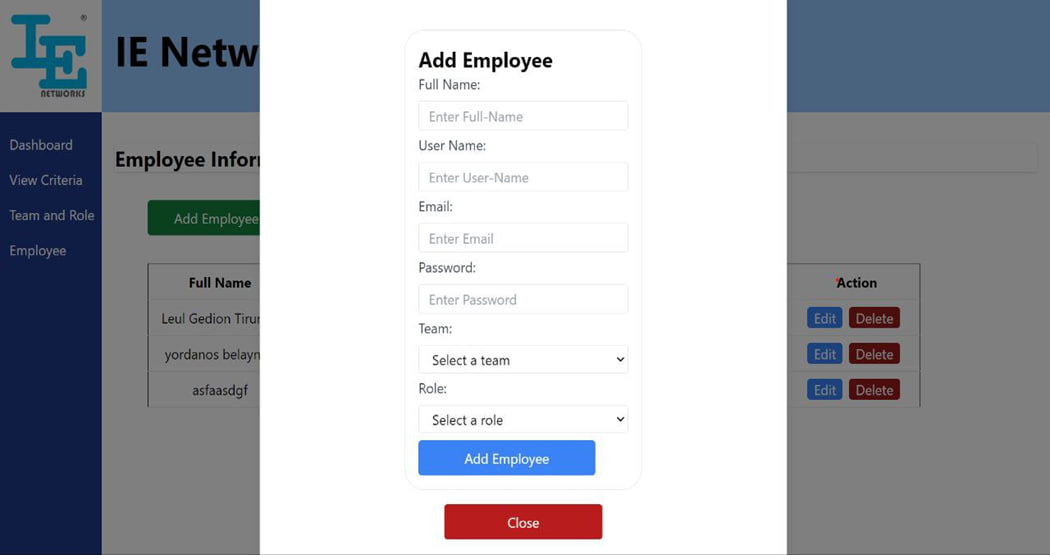 IE
®
NETWORKS
IE Netw
Dashboard
View Criteria
Team and Role
Employee
Employee Infor
Add Employee
Full Name
Action
Leul Gedion Tirur
Edit Delete
yordanos belayn
Edit Delete
asfaasdgf
Edit Delete
Add Employee
Full Name:
Enter Full-Name
User Name:
Enter User-Name
Email:
Enter Email
Password:
Enter Password
Team:
Select a team
Role:
Select a role
Add Employee
Close